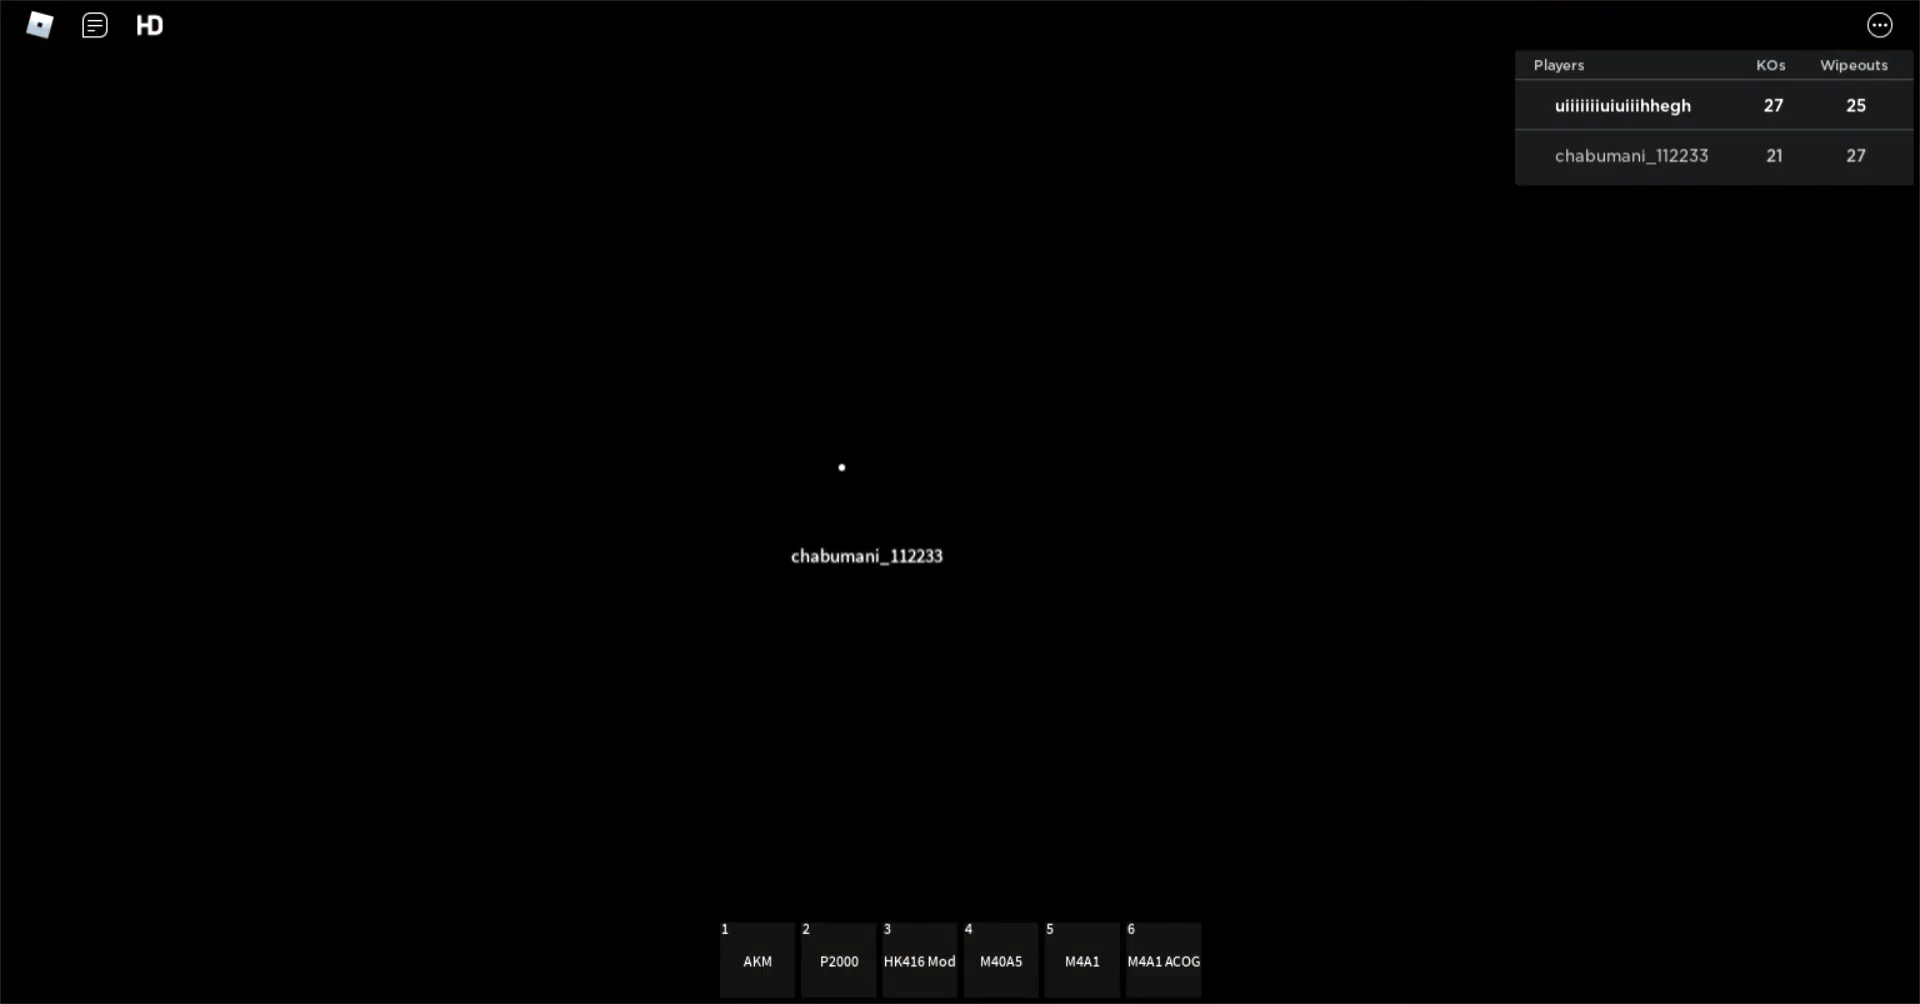 HD
Players KOs Wipeouts
uiiiiiiuiuiiihhegh 27 25
chabumani_112233 21 27
chabumani_112233
1 2 3 4 5 6
AKM P2000 HK416 Mod M40A5 M4A1 M4A1 ACOG